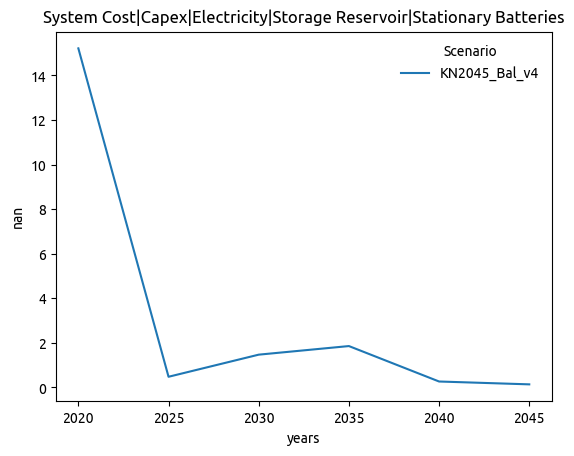 System Cost|Capex|Electricity|Storage Reservoir|Stationary Batteries
Scenario
KN2045_Bal_v4
14
12
10
8
6
4
2
0
nan
2020 2025 2030 2035 2040 2045
years